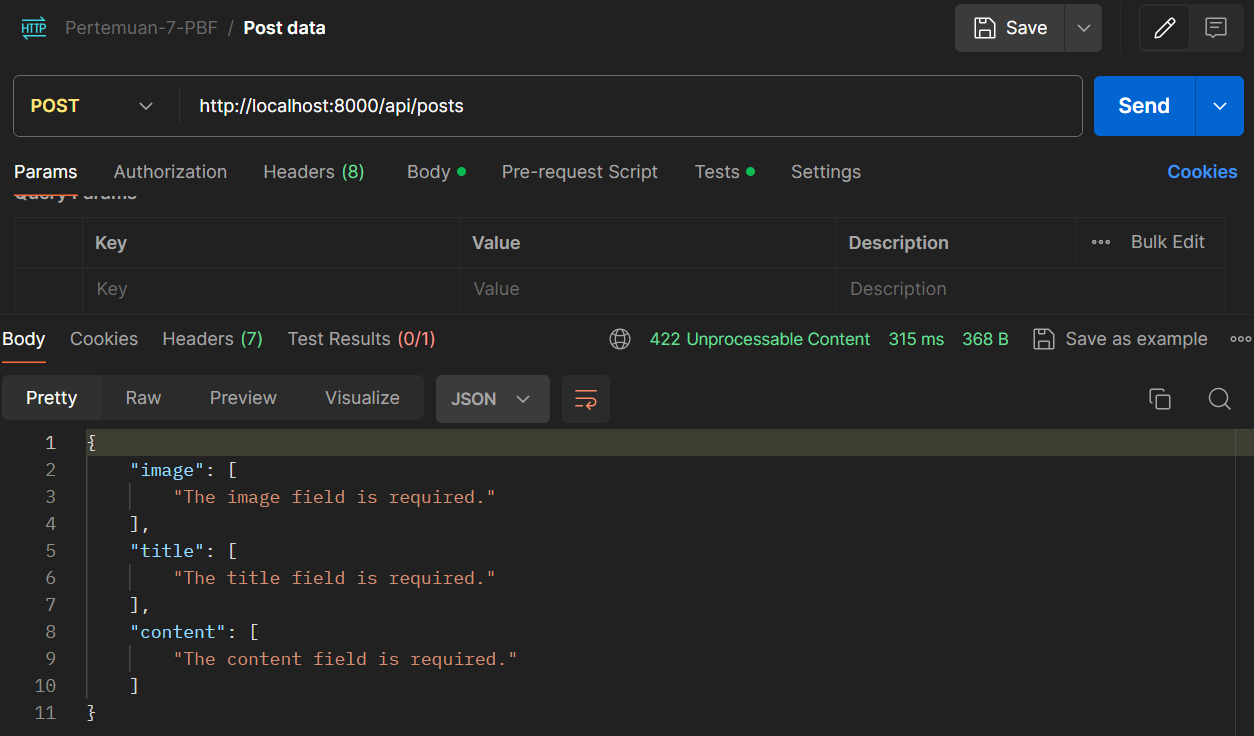 HTTP Pertemuan-7-PBF / Post data Save
POST http://localhost:8000/api/posts Send
Params Authorization Headers (8) Body Pre-request Script Tests Settings Cookies
Query Params
Key Value Description ••• Bulk Edit
Key Value Description
Body Cookies Headers (7) Test Results (0/1) 422 Unprocessable Content 315 ms 368 B Save as example
Pretty Raw Preview Visualize JSON
1 {
2 "image": [
3 "The image field is required."
4 ],
5 "title": [
6 "The title field is required."
7 ],
8 "content": [
9 "The content field is required."
10 ]
11 }